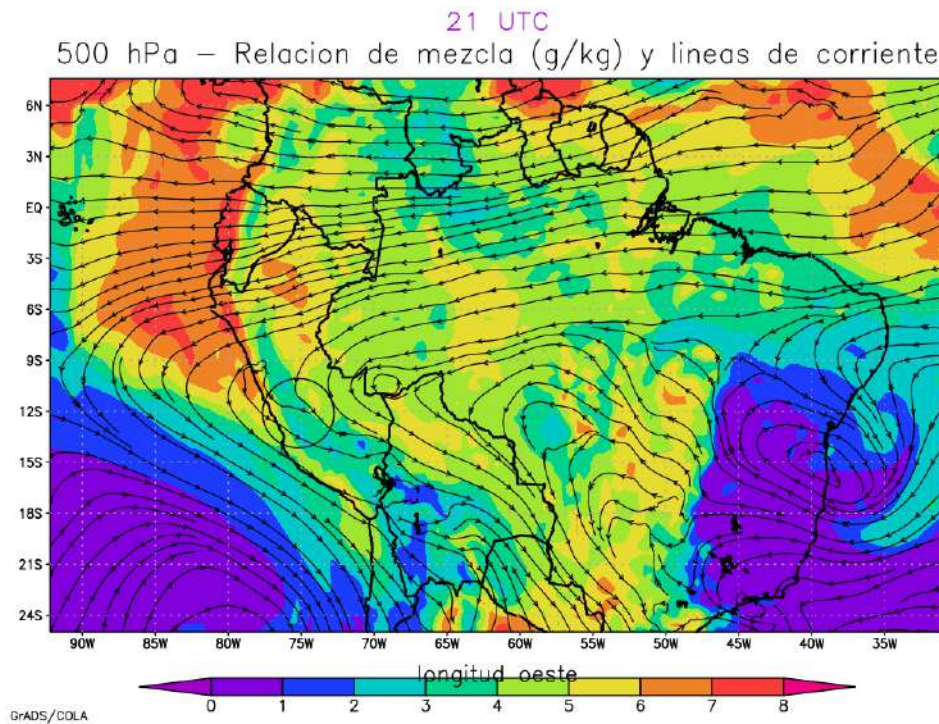 21 UTC
500 hPa – Relacion de mezcla (g/kg) y lineas de corriente
6N
3N
EQ
3S
6S
9S
12S
15S
18S
21S
24S
90W 85W 80W 75W 70W 65W 60W 55W 50W 45W 40W 35W
longitud oeste
0 1 2 3 4 5 6 7 8
GrADS/COLA